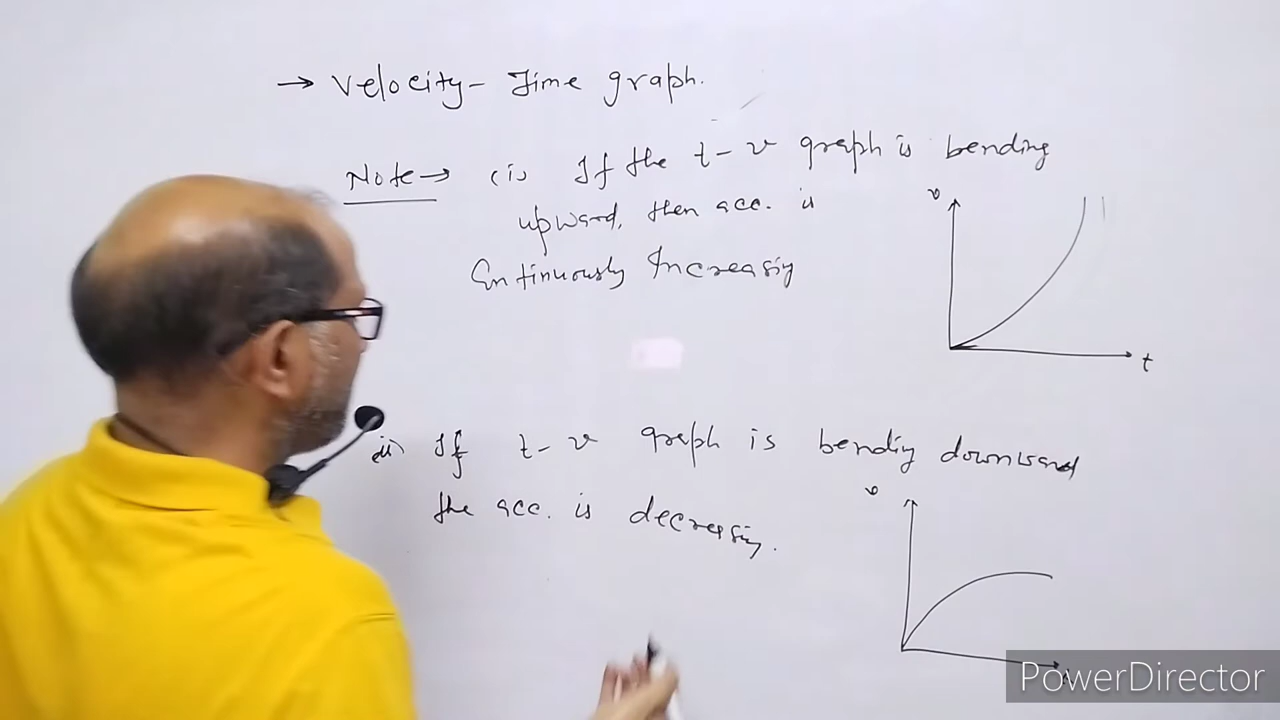 → Velocity - Time graph.
Note → (i) If the t - v graph is bending
upward, then acc. is
Continuously Increasing
v
t
(ii) If t - v graph is bending downward
the acc. is decreasing.
v
PowerDirector